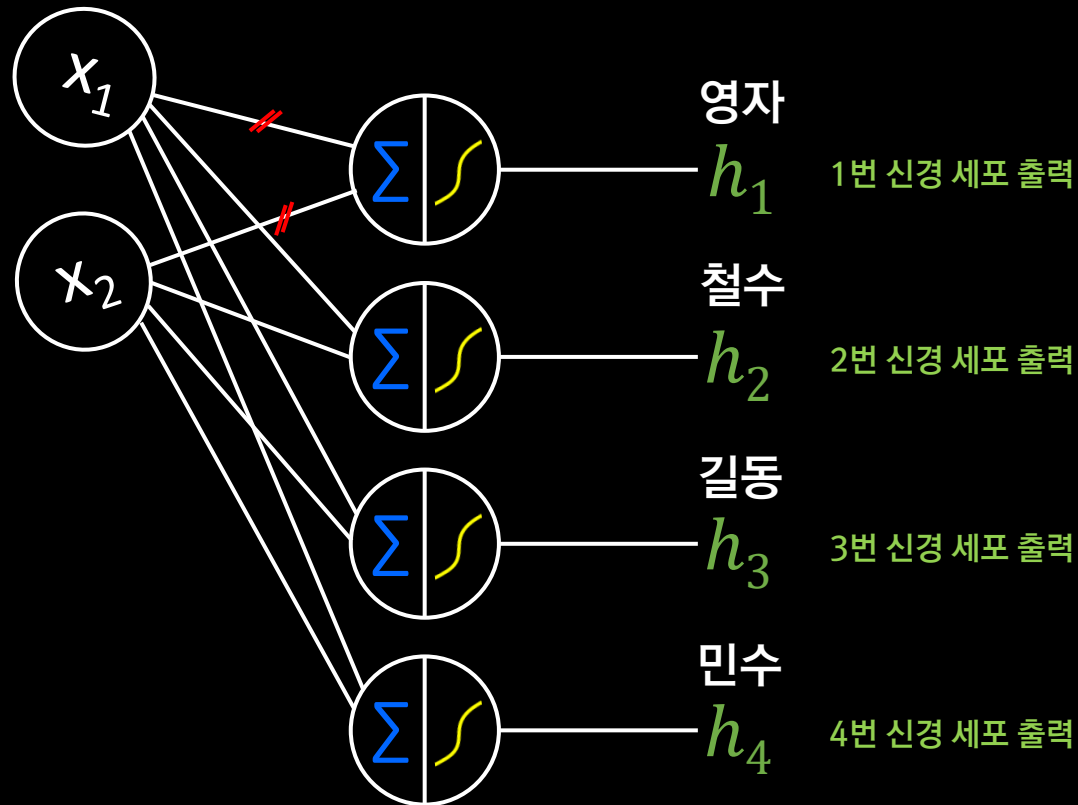 x₁
x₂
∑
영자
h₁
1번 신경 세포 출력
∑
철수
h₂
2번 신경 세포 출력
∑
길동
h₃
3번 신경 세포 출력
∑
민수
h₄
4번 신경 세포 출력